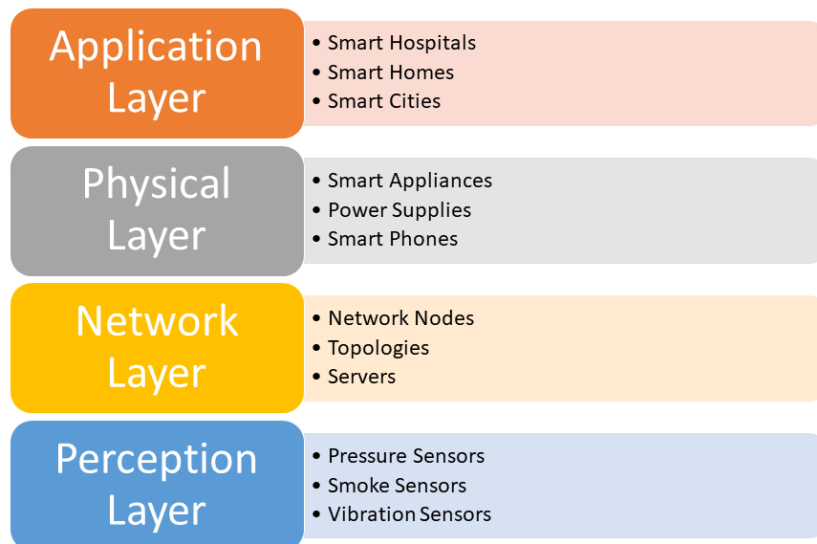 Application
Layer
• Smart Hospitals
• Smart Homes
• Smart Cities
Physical
Layer
• Smart Appliances
• Power Supplies
• Smart Phones
Network
Layer
• Network Nodes
• Topologies
• Servers
Perception
Layer
• Pressure Sensors
• Smoke Sensors
• Vibration Sensors